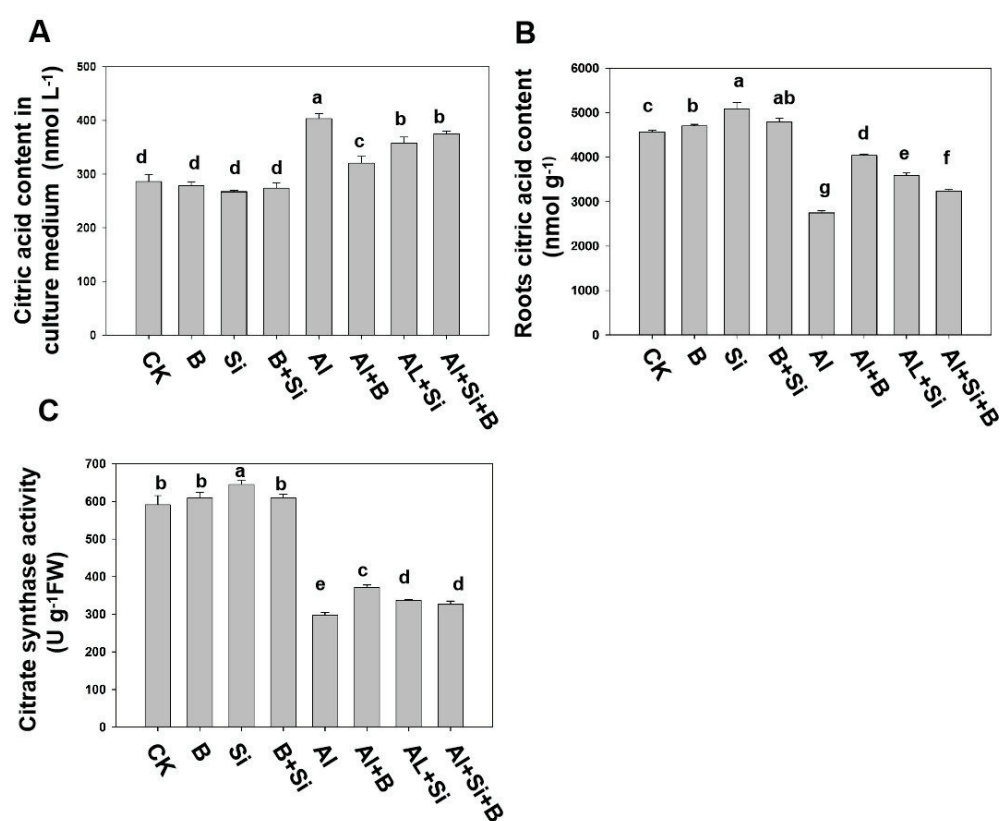 A
Citric acid content in
culture medium (nmol L-1)
500
400
300
200
100
0
d
d
d
d
a
c
b
b
CK
B
Si
B+Si
Al
Al+B
AL+Si
Al+Si+B
B
Roots citric acid content
(nmol g-1)
6000
5000
4000
3000
2000
1000
0
c
b
a
ab
g
d
e
f
CK
B
Si
B+Si
Al
Al+B
AL+Si
Al+Si+B
C
Citrate synthase activity
(U g-1FW)
700
600
500
400
300
200
100
0
b
b
a
b
e
c
d
d
CK
B
Si
B+Si
Al
Al+B
AL+Si
Al+Si+B